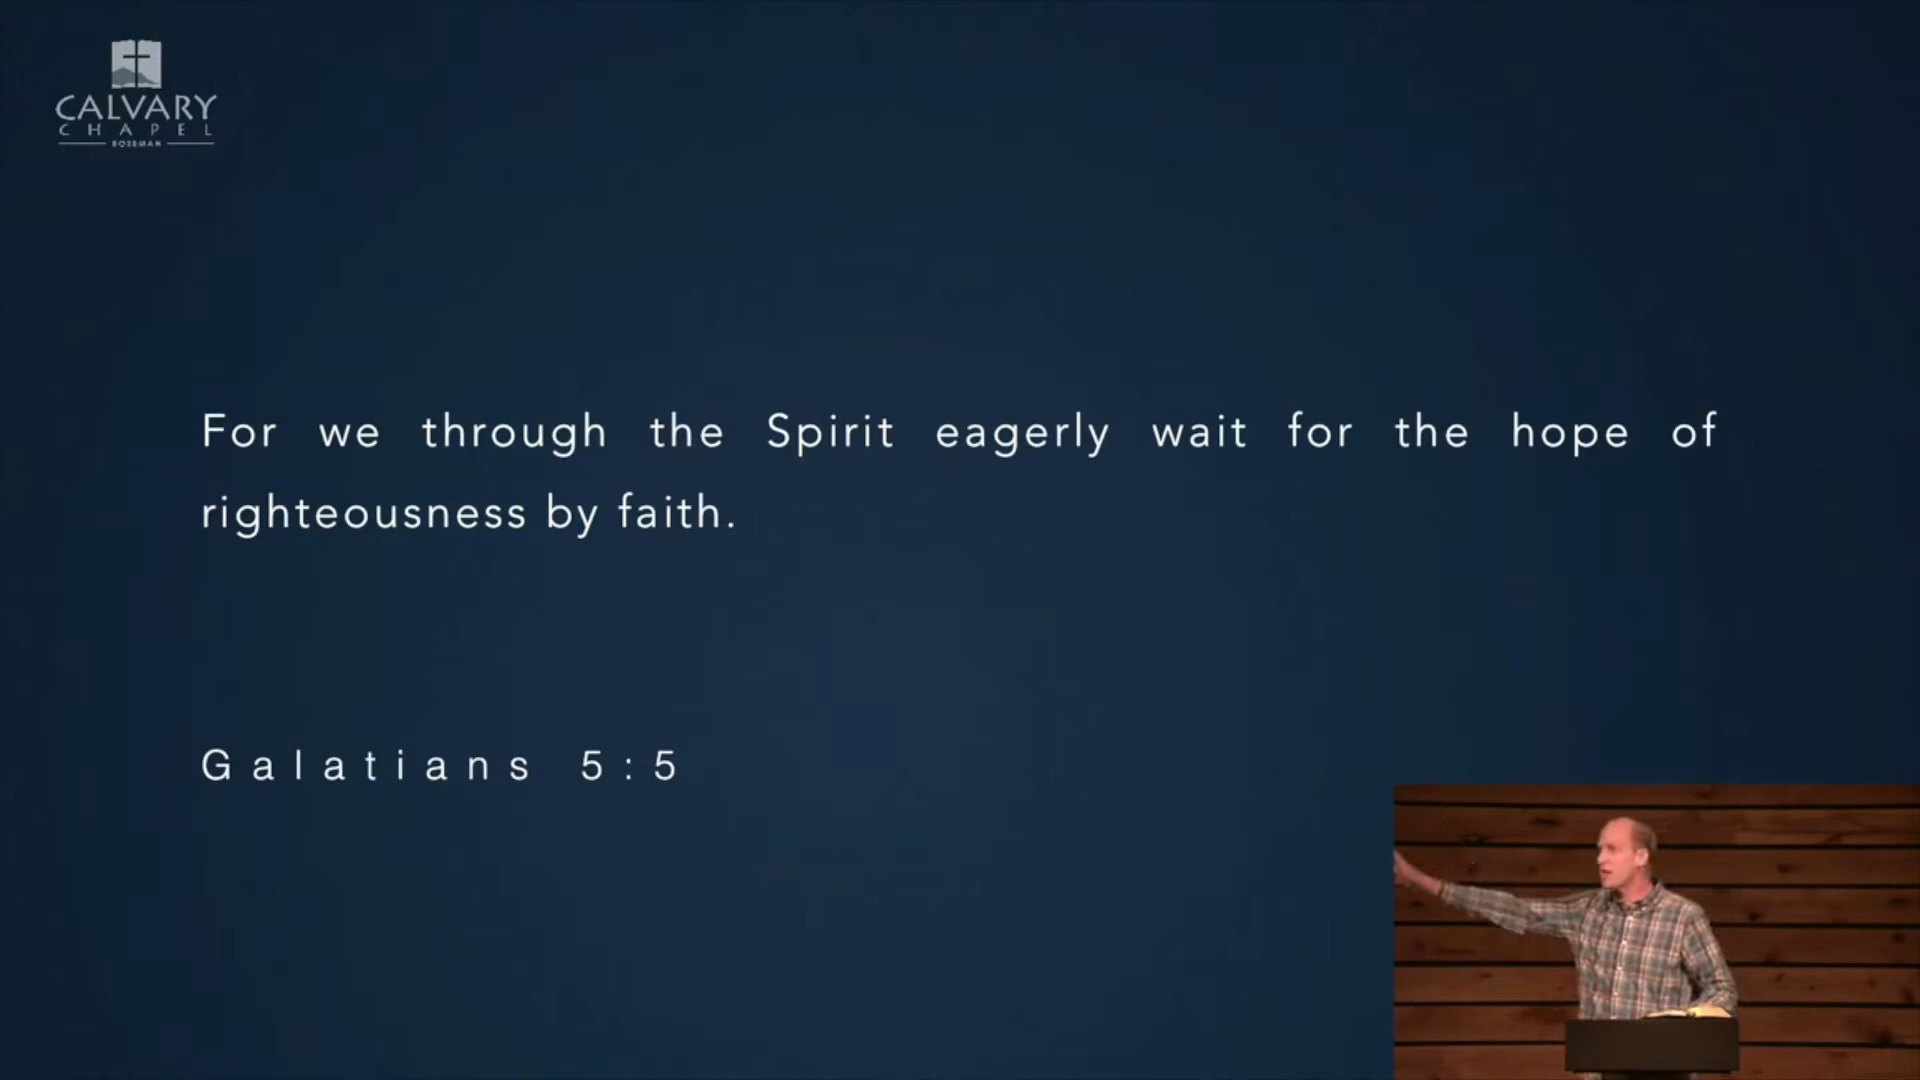 CALVARY
CHAPEL
BOZEMAN
For we through the Spirit eagerly wait for the hope of
righteousness by faith.
Galatians 5:5